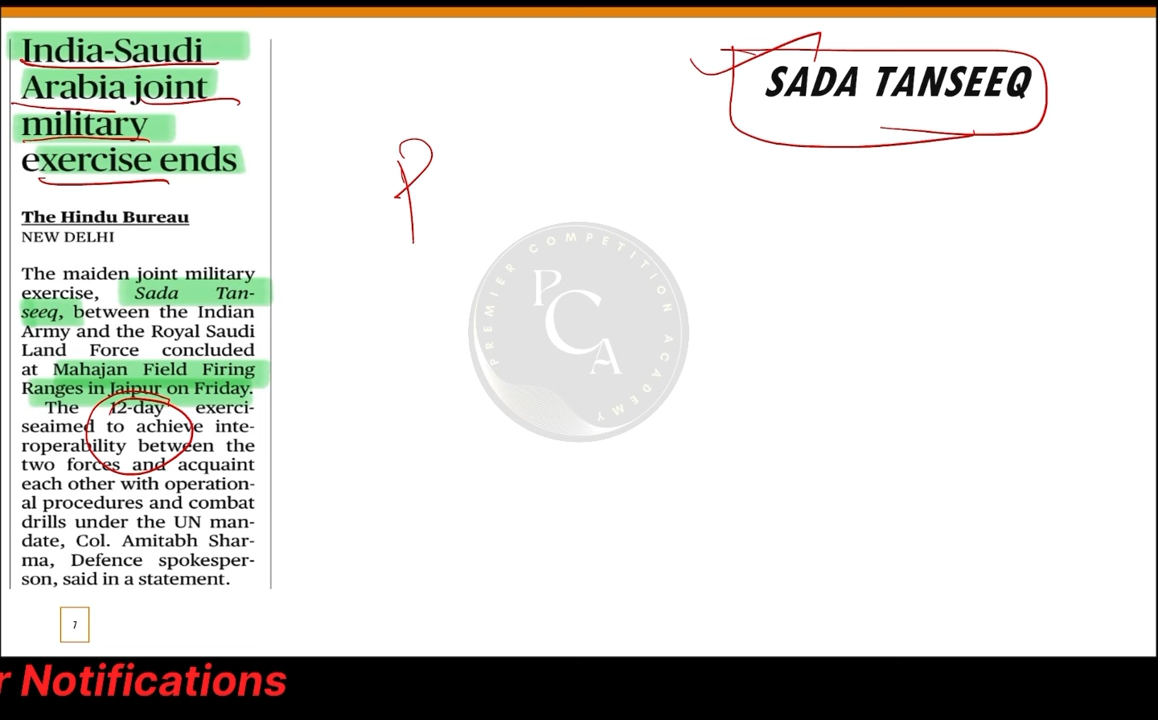 India-Saudi
Arabia joint
military
exercise ends
The Hindu Bureau
NEW DELHI
The maiden joint military
exercise, Sada Tan-
seeq, between the Indian
Army and the Royal Saudi
Land Force concluded
at Mahajan Field Firing
Ranges in Jaipur on Friday.
The 12-day exerci-
seaimed to achieve inte-
roperability between the
two forces and acquaint
each other with operation-
al procedures and combat
drills under the UN man-
date, Col. Amitabh Shar-
ma, Defence spokesper-
son, said in a statement.
7
SADA TANSEEQ
P
PREMIER COMPETITION ACADEMY
PCA
r Notifications